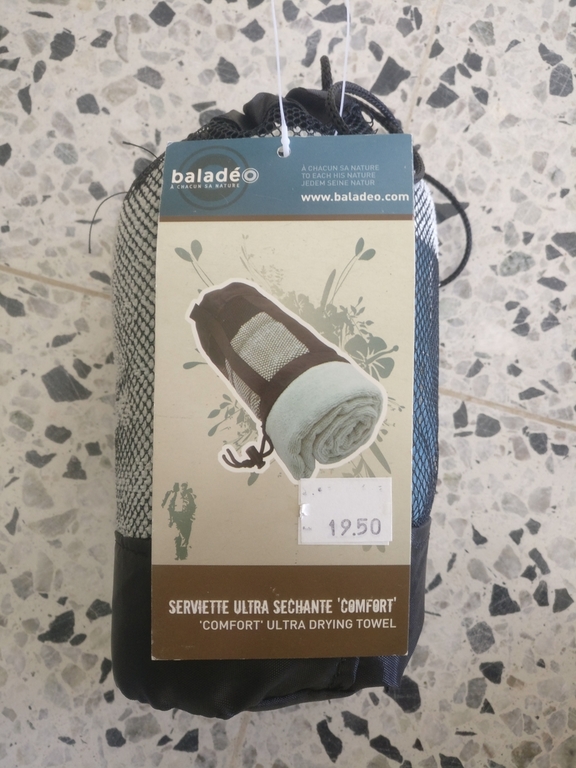 baladéo
À CHACUN SA NATURE
À CHACUN SA NATURE
TO EACH HIS NATURE
JEDEM SEINE NATUR
www.baladeo.com
19.50
SERVIETTE ULTRA SECHANTE 'COMFORT'
'COMFORT' ULTRA DRYING TOWEL